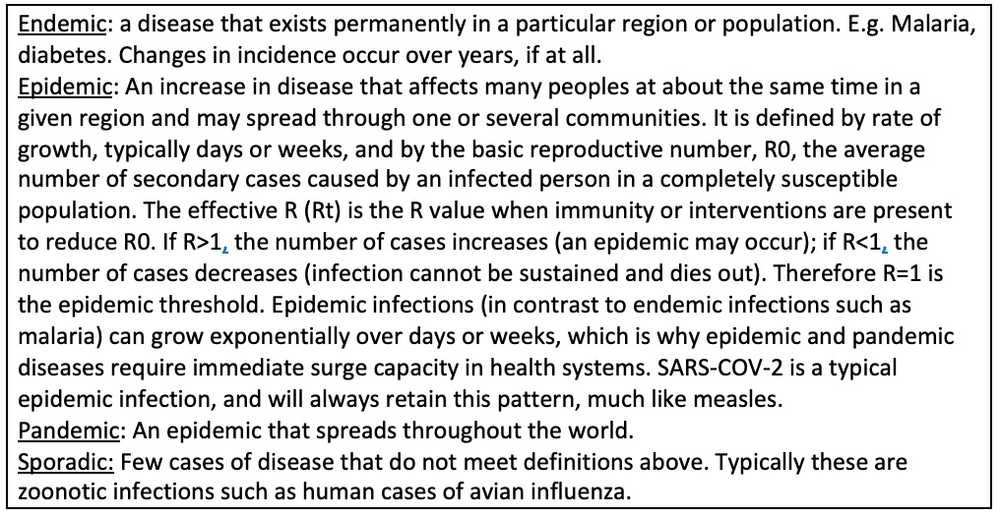 Endemic: a disease that exists permanently in a particular region or population. E.g. Malaria,
diabetes. Changes in incidence occur over years, if at all.
Epidemic: An increase in disease that affects many peoples at about the same time in a
given region and may spread through one or several communities. It is defined by rate of
growth, typically days or weeks, and by the basic reproductive number, R0, the average
number of secondary cases caused by an infected person in a completely susceptible
population. The effective R (Rt) is the R value when immunity or interventions are present
to reduce R0. If R>1, the number of cases increases (an epidemic may occur); if R<1, the
number of cases decreases (infection cannot be sustained and dies out). Therefore R=1 is
the epidemic threshold. Epidemic infections (in contrast to endemic infections such as
malaria) can grow exponentially over days or weeks, which is why epidemic and pandemic
diseases require immediate surge capacity in health systems. SARS-COV-2 is a typical
epidemic infection, and will always retain this pattern, much like measles.
Pandemic: An epidemic that spreads throughout the world.
Sporadic: Few cases of disease that do not meet definitions above. Typically these are
zoonotic infections such as human cases of avian influenza.